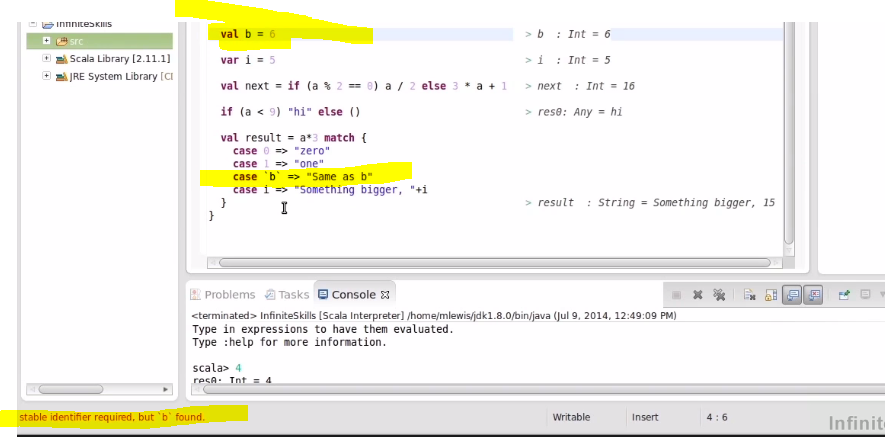 InfiniteSkills
src
Scala Library [2.11.1]
JRE System Library [CI
val b = 6
> b : Int = 6
var i = 5
> i : Int = 5
val next = if (a % 2 == 0) a / 2 else 3 * a + 1
> next : Int = 16
if (a < 9) "hi" else ()
> res0: Any = hi
val result = a*3 match {
case 0 => "zero"
case 1 => "one"
case `b` => "Same as b"
case i => "Something bigger, "+i
}
> result : String = Something bigger, 15
}
Problems Tasks Console
<terminated> InfiniteSkills [Scala Interpreter] /home/mlewis/jdk1.8.0/bin/java (Jul 9, 2014, 12:49:09 PM)
Type in expressions to have them evaluated.
Type :help for more information.
scala> 4
res0: Int = 4
stable identifier required, but `b` found.
Writable
Insert
4 : 6
Infinit